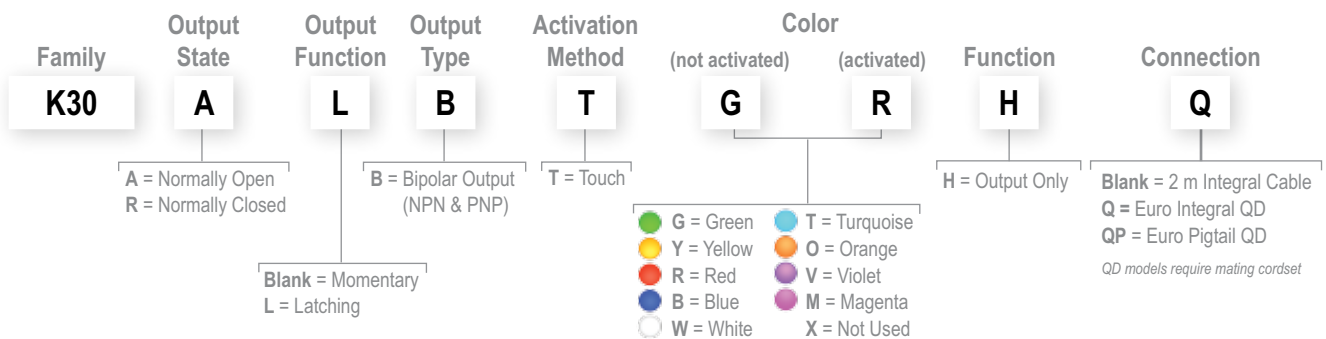 Family
Output State
Output Function
Output Type
Activation Method
Color
(not activated)
(activated)
Function
Connection
K30
A
L
B
T
G
R
H
Q
A = Normally Open
R = Normally Closed
Blank = Momentary
L = Latching
B = Bipolar Output
(NPN & PNP)
T = Touch
G = Green
Y = Yellow
R = Red
B = Blue
W = White
T = Turquoise
O = Orange
V = Violet
M = Magenta
X = Not Used
H = Output Only
Blank = 2 m Integral Cable
Q = Euro Integral QD
QP = Euro Pigtail QD
QD models require mating cordset